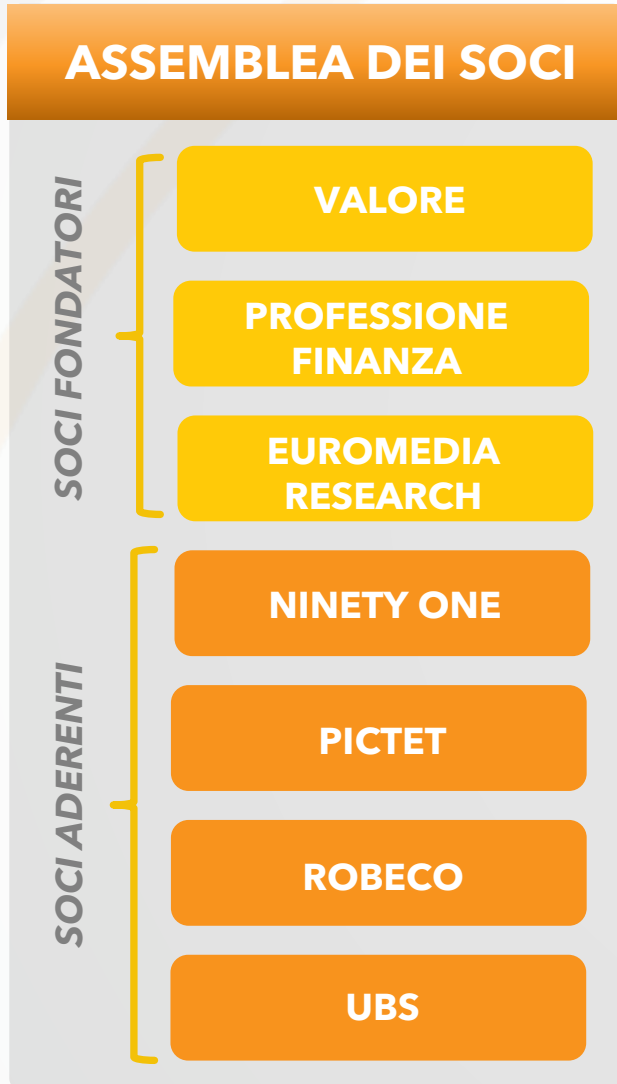 ASSEMBLEA DEI SOCI
SOCI FONDATORI
VALORE
PROFESSIONE
FINANZA
EUROMEDIA
RESEARCH
SOCI ADERENTI
NINETY ONE
PICTET
ROBECO
UBS